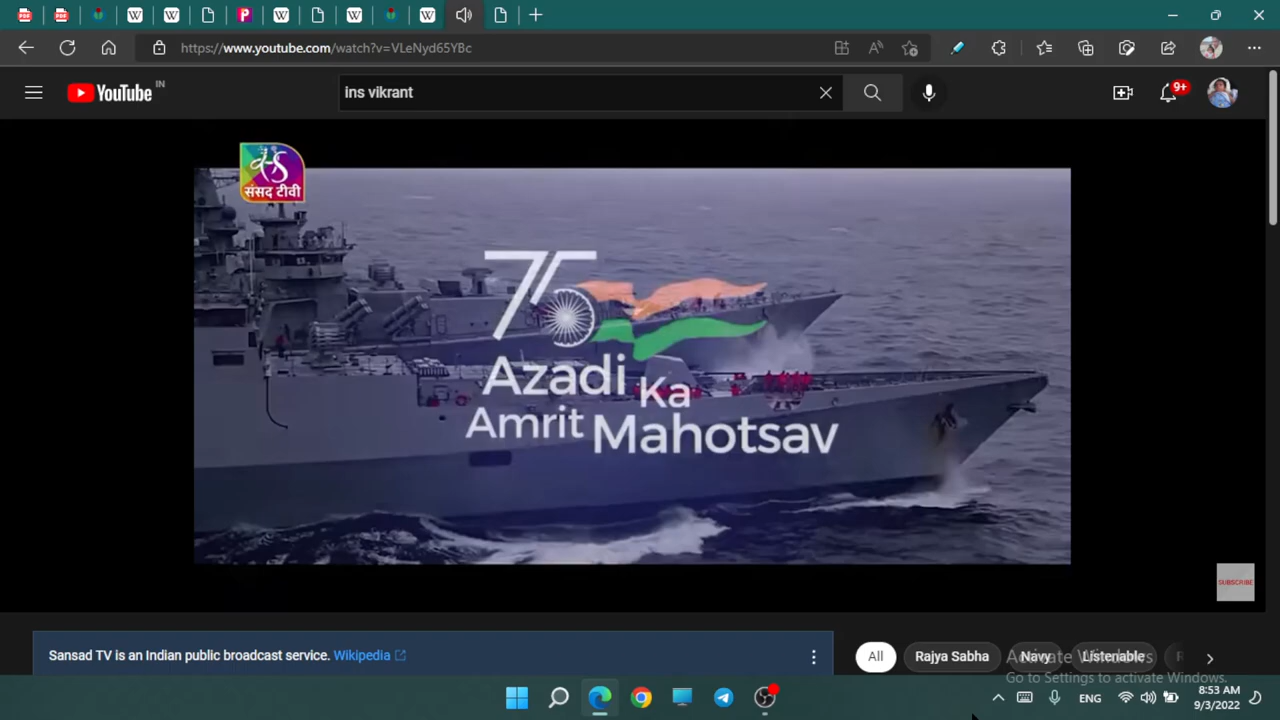 https://www.youtube.com/watch?v=VLeNyd65YBc
YouTube IN
ins vikrant
9+
संसद टीवी
75
Azadi Ka
Amrit Mahotsav
SUBSCRIBE
Sansad TV is an Indian public broadcast service. Wikipedia
All Rajya Sabha Navy Listenable
Activate Windows
Go to Settings to activate Windows.
ENG
8:53 AM
9/3/2022